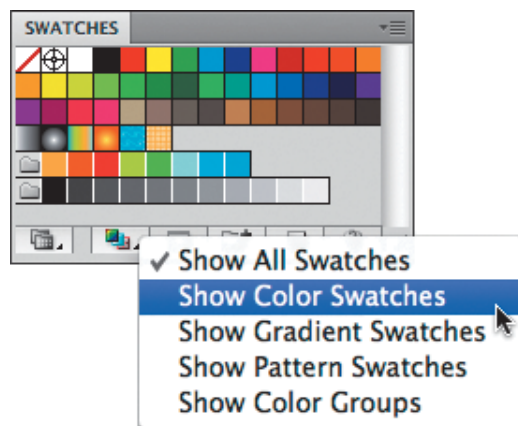 SWATCHES
Show All Swatches
Show Color Swatches
Show Gradient Swatches
Show Pattern Swatches
Show Color Groups